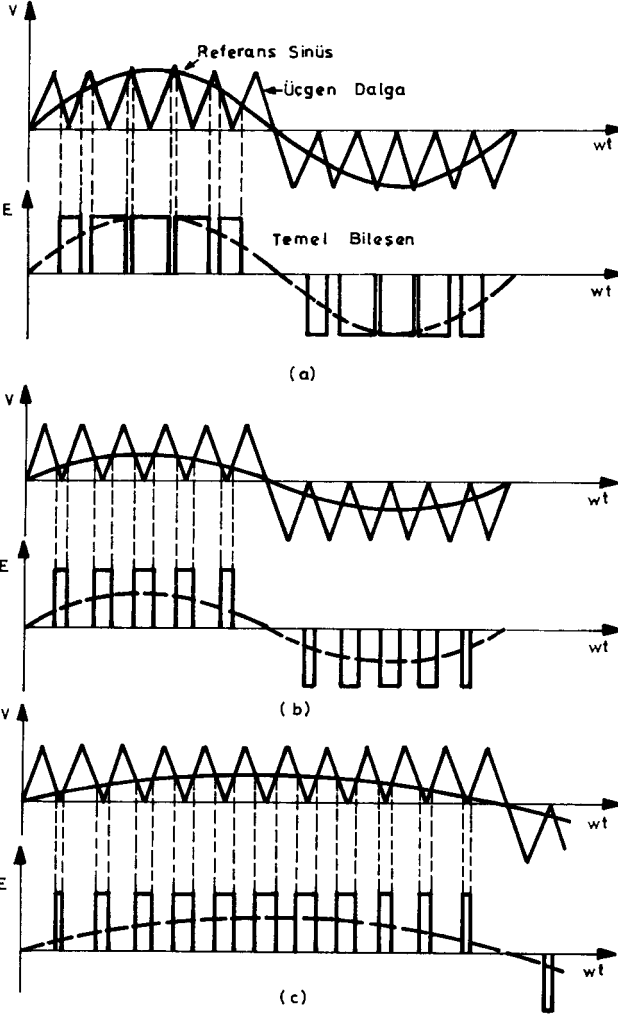 V
Referans Sinüs
Üçgen Dalga
wt
E
Temel Bileşen
wt
(a)
V
wt
E
wt
(b)
V
wt
E
wt
(c)